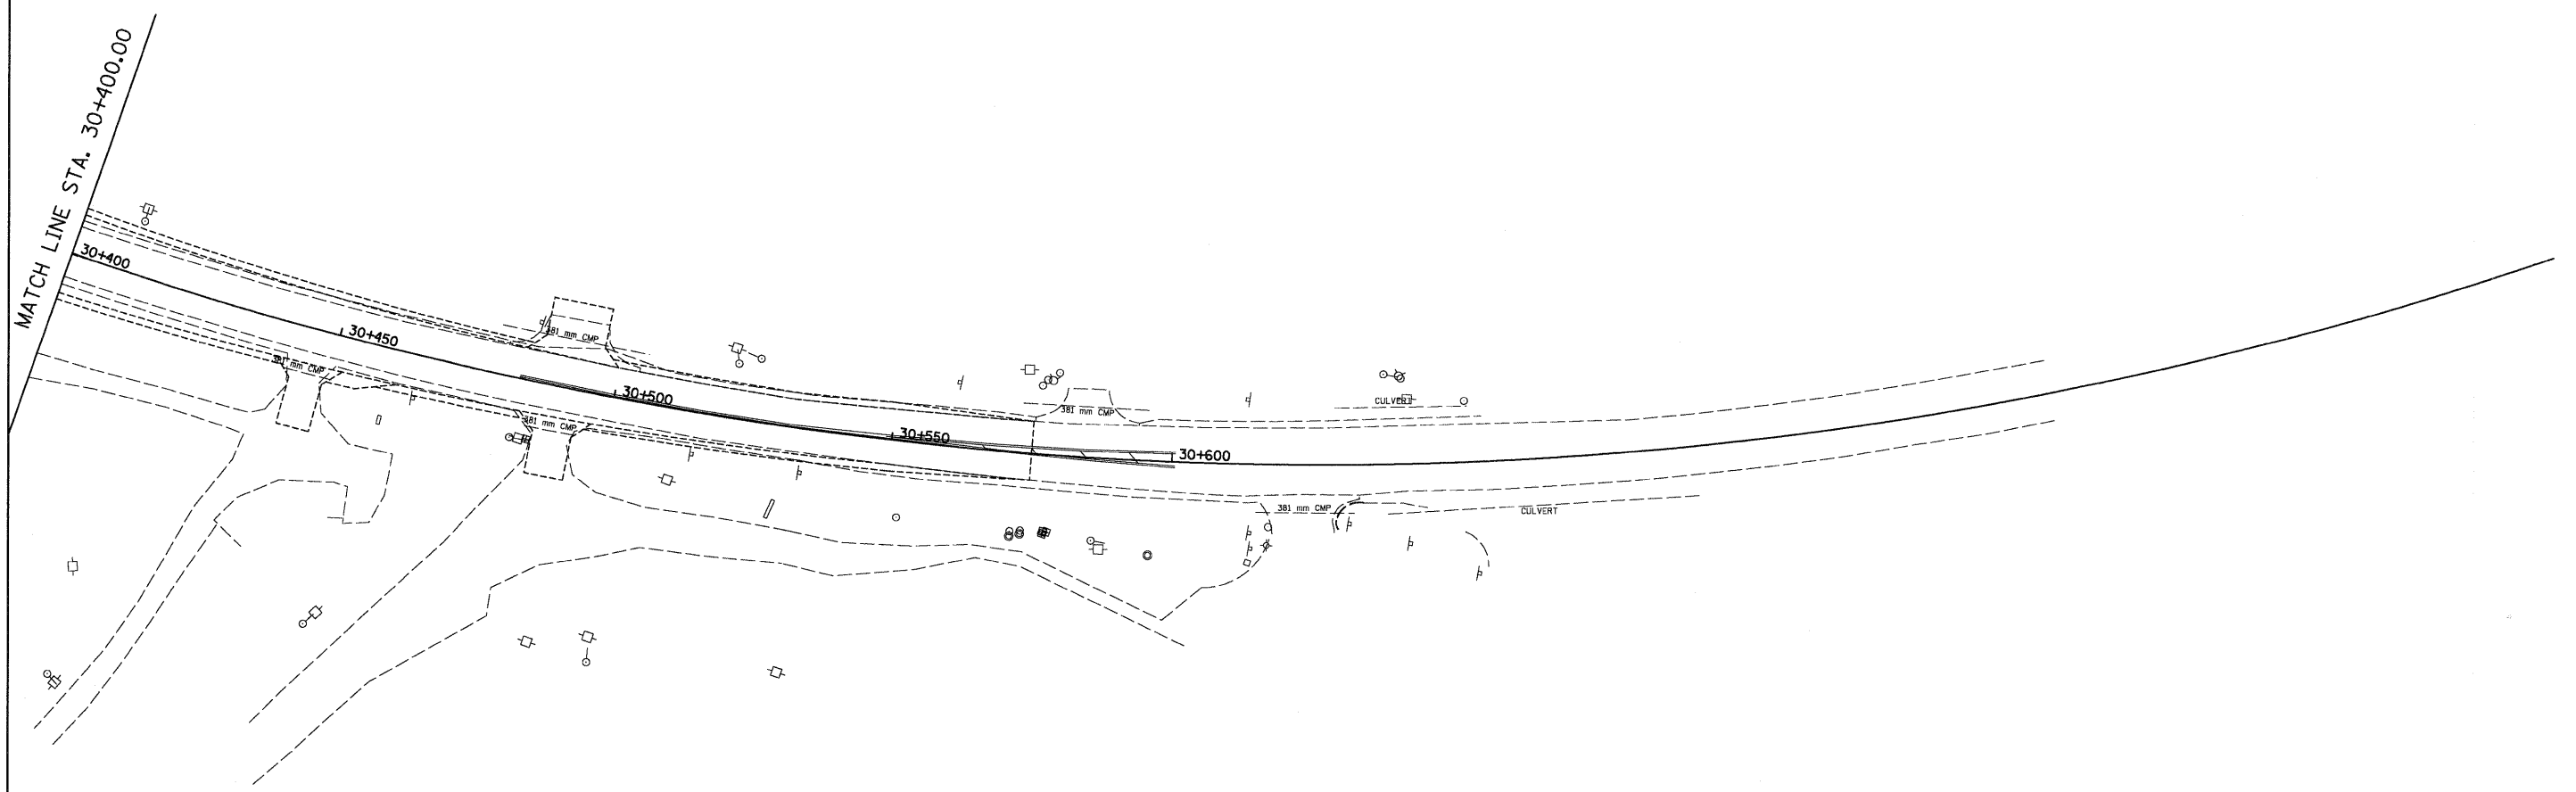 MATCH LINE STA. 30+400.00
30+400
30+450
381 mm CMP
381 mm CMP
30+500
381 mm CMP
30+550
381 mm CMP
30+600
CULVERT
381 mm CMP
CULVERT